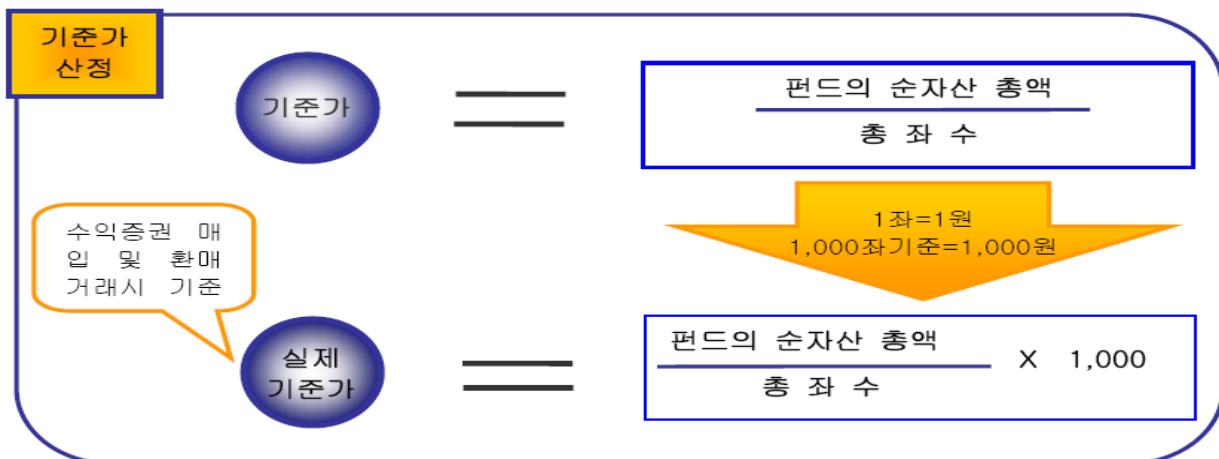 기준가
산정
기준가
펀드의 순자산 총액
총 좌 수
1좌=1원
1,000좌기준=1,000원
수익증권 매
입 및 환매
거래시 기준
실제
기준가
펀드의 순자산 총액
총 좌 수
X 1,000